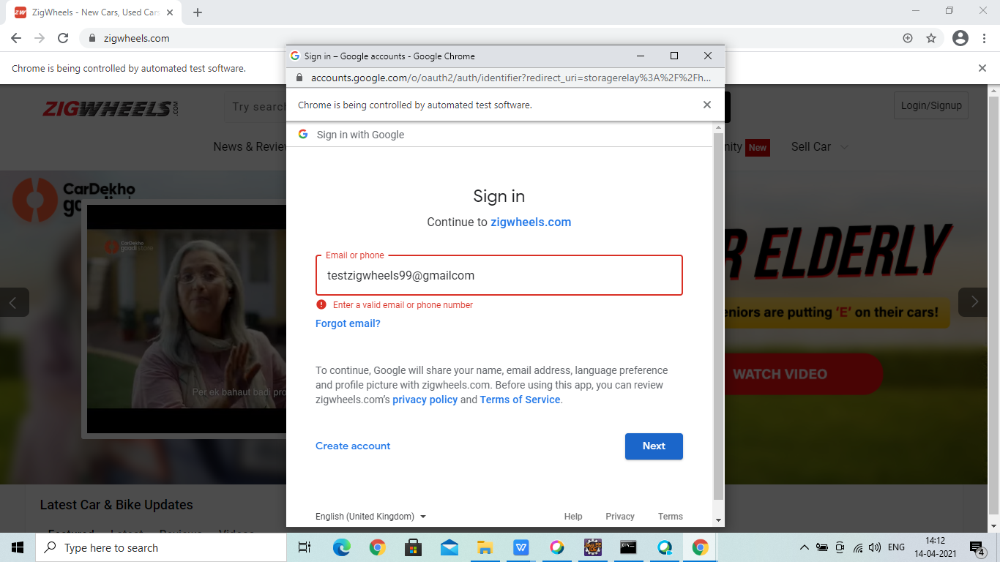 ZigWheels - New Cars, Used Cars
zigwheels.com
Chrome is being controlled by automated test software.
Sign in – Google accounts - Google Chrome
accounts.google.com/o/oauth2/auth/identifier?redirect_uri=storagerelay%3A%2F%2Fh...
Chrome is being controlled by automated test software.
ZIGWHEELS.COM
Try
Login/Signup
Sign in with Google
News &
New
Sell Car
CarDekho
Sign in
Continue to zigwheels.com
CarDekho
gaadi store
ELDERLY
Email or phone
testzigwheels99@gmailcom
Enter a valid email or phone number
Forgot email?
are putting 'E' on their cars!
To continue, Google will share your name, email address, language preference
and profile picture with zigwheels.com. Before using this app, you can review
zigwheels.com's privacy policy and Terms of Service.
WATCH VIDEO
Per ek bahaut badi
Create account
Next
Latest Car & Bike Updates
English (United Kingdom)
Help
Privacy
Terms
Featured
Latest
Reviews
Videos
Type here to search
ENG
14:12
14-04-2021
4